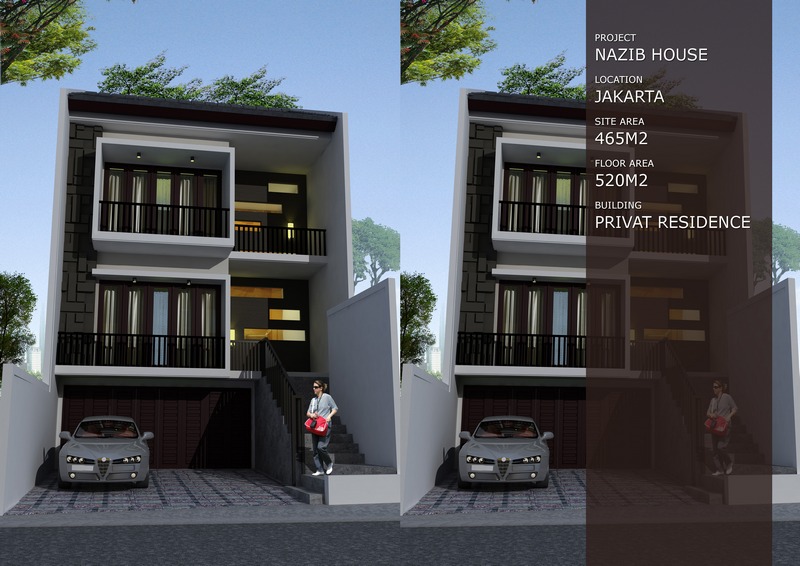 PROJECT
NAZIB HOUSE
LOCATION
JAKARTA
SITE AREA
465M2
FLOOR AREA
520M2
BUILDING
PRIVAT RESIDENCE